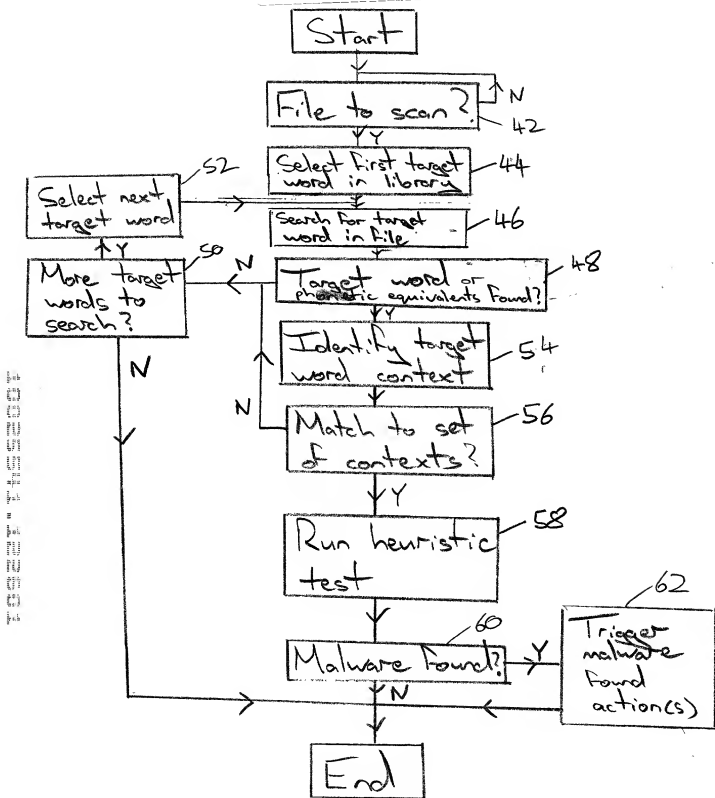 Start
File to scan?
N
42
Y
Select first target
word in library
44
52
Select next
target word
Search for target
word in file
46
Y
50
More target
words to
search?
N
Target word or
phonetic equivalents found?
48
Y
Identify target
word context
54
N
N
Match to set
of contexts?
56
Y
Run heuristic
test
58
60
Malware Found?
Y
62
Trigger
malware
found
action(s)
N
End